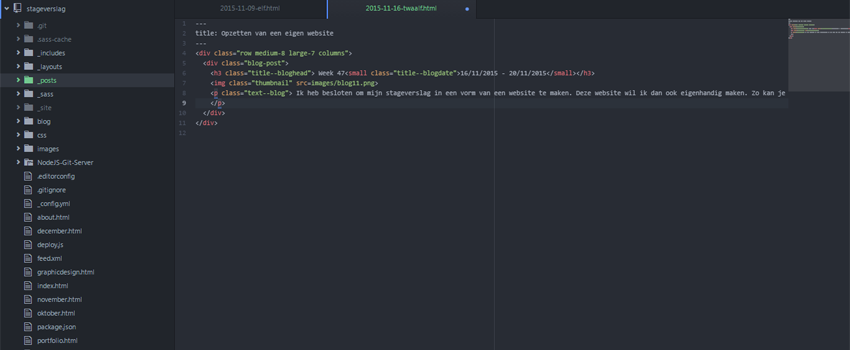 stageverslag
2015-11-09-elf.html
2015-11-16-twaalf.html
.git
.sass-cache
_includes
_layouts
_posts
_sass
_site
blog
css
images
NodeJS-Git-Server
.editorconfig
.gitignore
_config.yml
about.html
december.html
deploy.js
feed.xml
graphicdesign.html
index.html
november.html
oktober.html
package.json
portfolio.html
1 ---
2 title: Opzetten van een eigen website
3 ---
4 <div class="row medium-8 large-7 columns">
5 <div class="blog-post">
6 <h3 class="title--bloghead"> Week 47<small class="title--blogdate">16/11/2015 - 20/11/2015</small></h3>
7 <img class="thumbnail" src=images/blog11.png>
8 <p class="text--blog"> Ik heb besloten om mijn stageverslag in een vorm van een website te maken. Deze website wil ik dan ook eigenhandig maken. Zo kan je
9 </p>
10 </div>
11 </div>
12